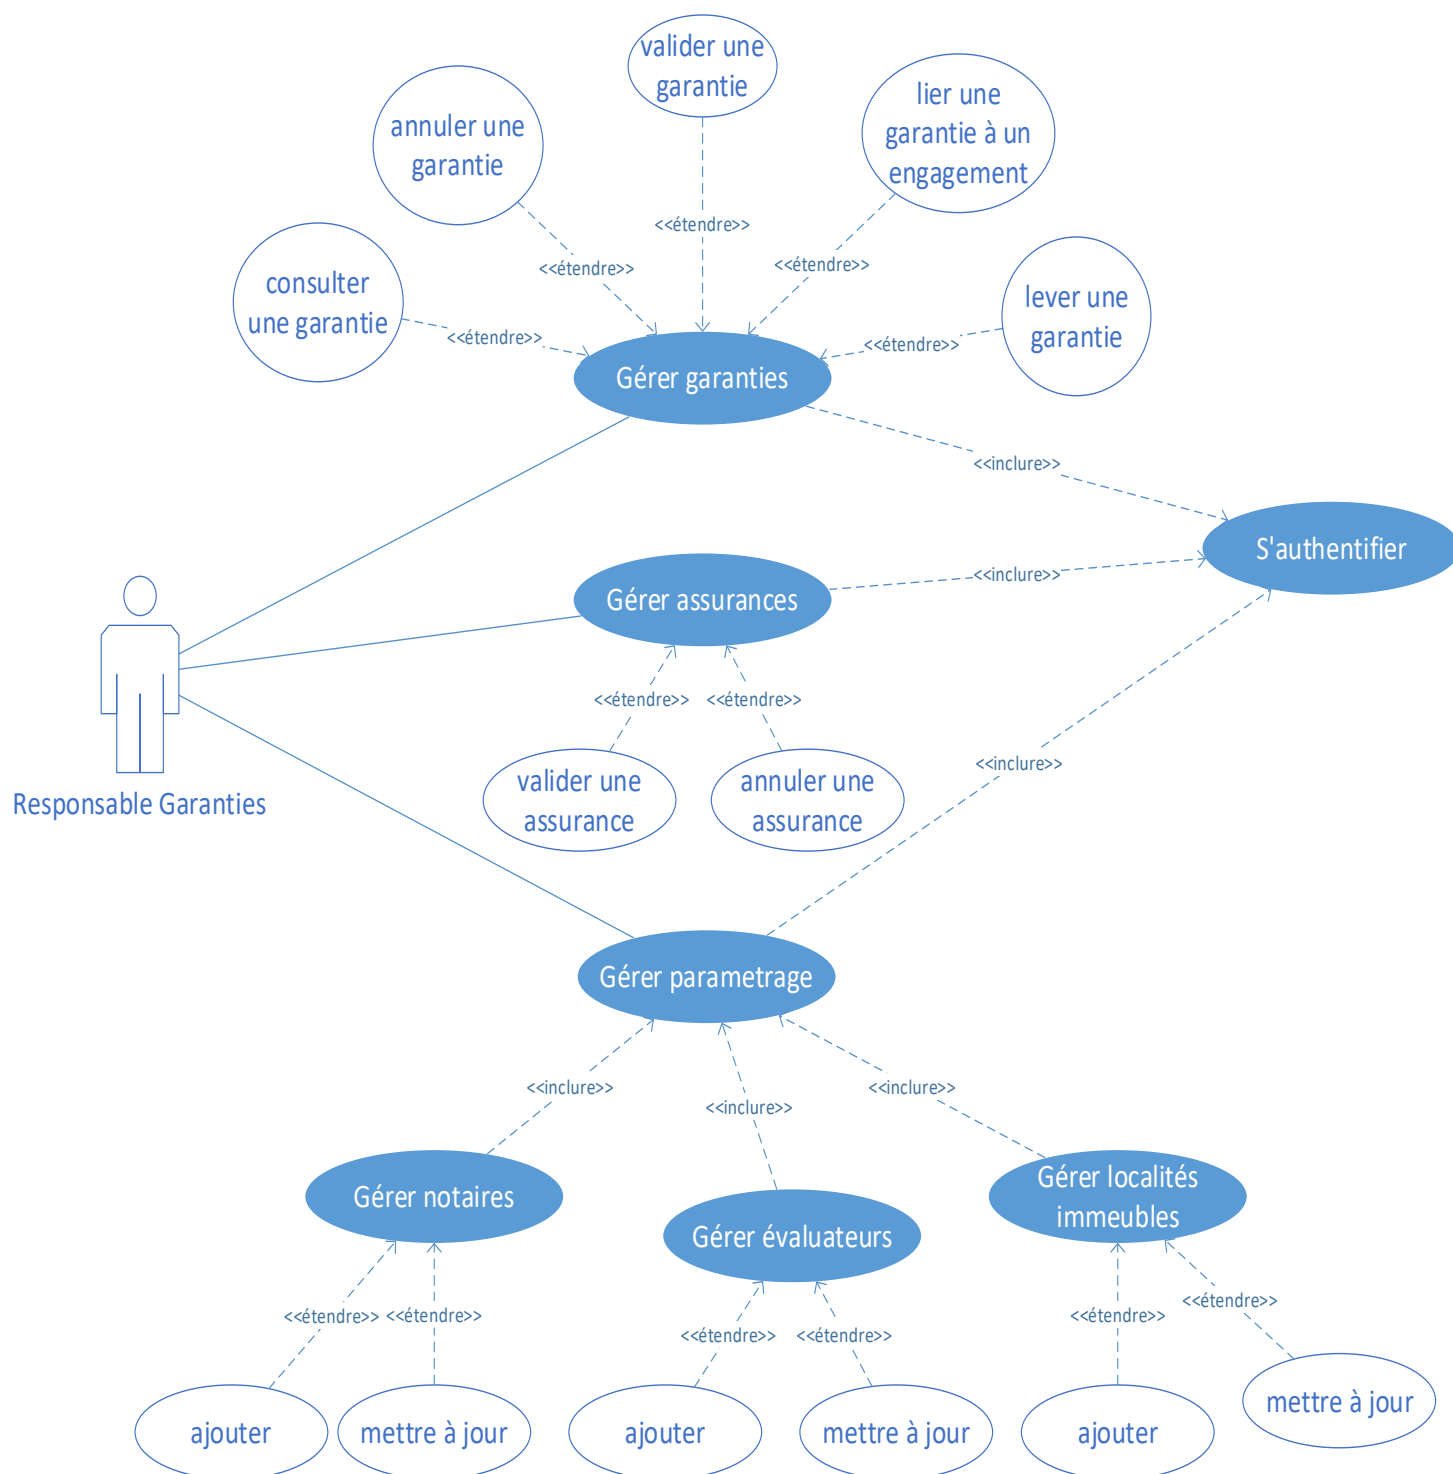 valider une
garantie
lier une
garantie à un
engagement
annuler une
garantie
<<étendre>>
<<étendre>>
<<étendre>>
consulter
une garantie
lever une
garantie
<<étendre>>
<<étendre>>
Gérer garanties
<<inclure>>
S'authentifier
<<inclure>>
Gérer assurances
<<étendre>>
<<étendre>>
<<inclure>>
valider une
assurance
annuler une
assurance
Responsable Garanties
Gérer parametrage
<<inclure>>
<<inclure>>
<<inclure>>
Gérer notaires
Gérer évaluateurs
Gérer localités
immeubles
<<étendre>>
<<étendre>>
<<étendre>>
<<étendre>>
<<étendre>>
<<étendre>>
ajouter
mettre à jour
ajouter
mettre à jour
ajouter
mettre à jour